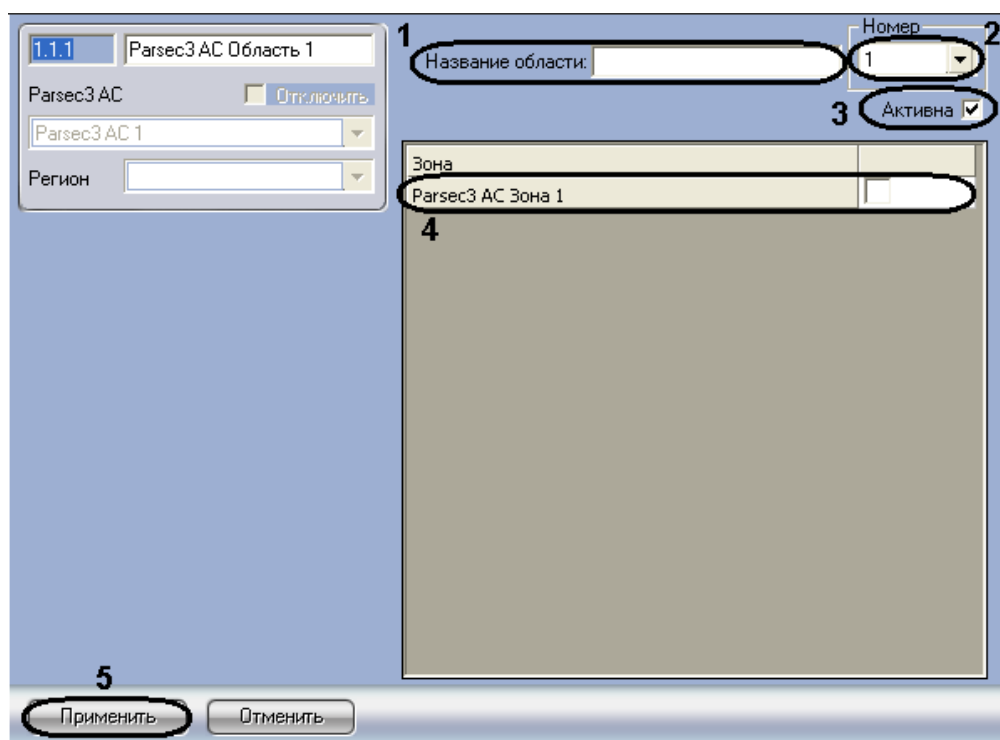 1.1.1
Parsec3 AC Область 1
Parsec3 AC
Отключить
Parsec3 AC 1
Регион
1
Название области:
Номер
2
1
3
Активна
Зона
Parsec3 AC Зона 1
4
5
Применить
Отменить